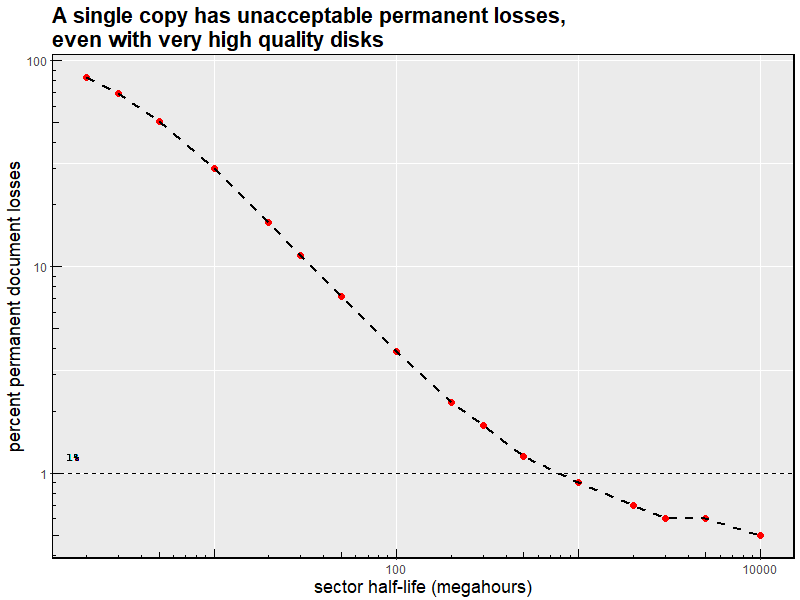 A single copy has unacceptable permanent losses,
even with very high quality disks
percent permanent document losses
100
10
1
1%
100
10000
sector half-life (megahours)